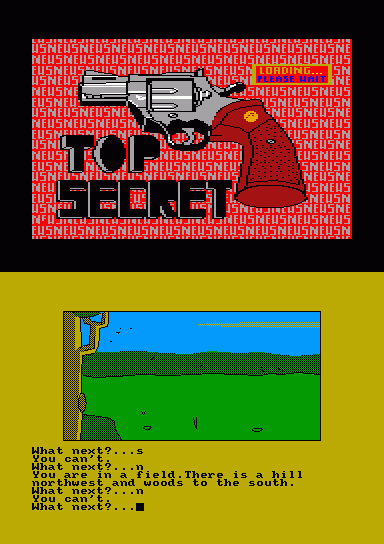 LOADING...
PLEASE WAIT
TOP
SECRET
What next?...s
You can't.
What next?...n
You are in a field.There is a hill
northwest and woods to the south.
What next?...n
You can't.
What next?...